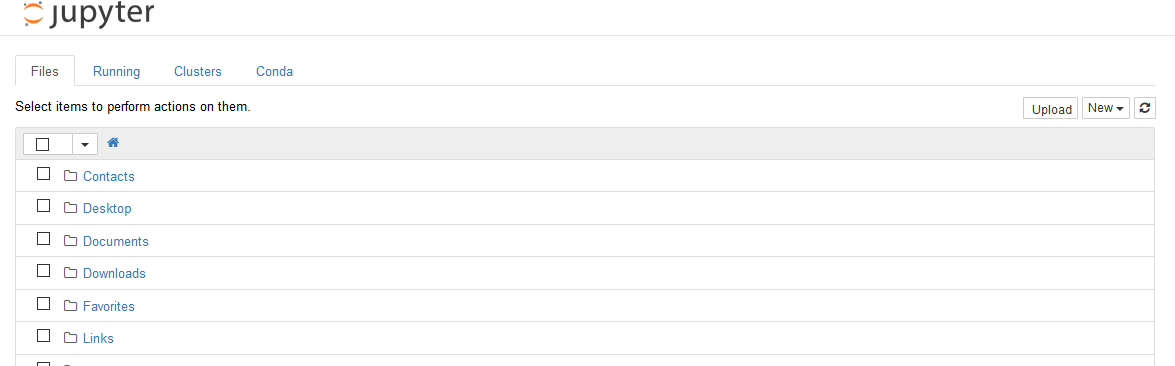 jupyter
Files Running Clusters Conda
Select items to perform actions on them.
Upload New
Contacts
Desktop
Documents
Downloads
Favorites
Links